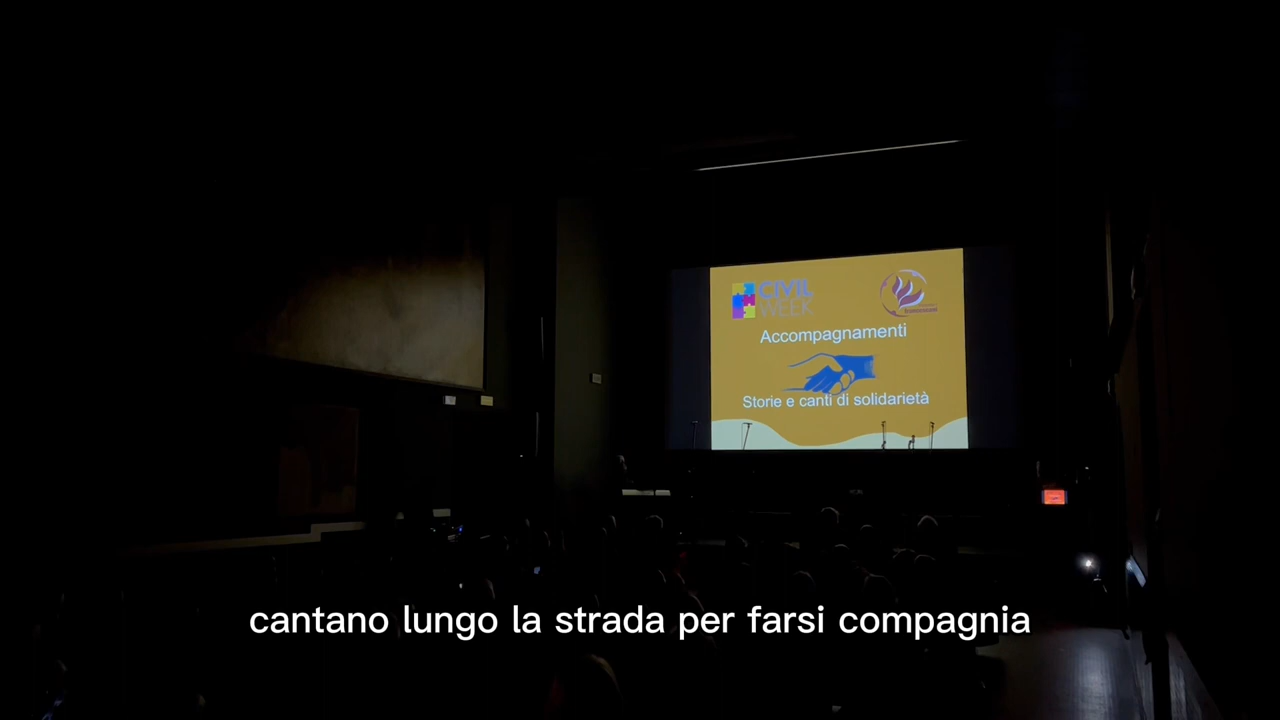 CIVIL
WEEK
Accompagnamenti
Storie e canti di solidarietà
cantano lungo la strada per farsi compagnia